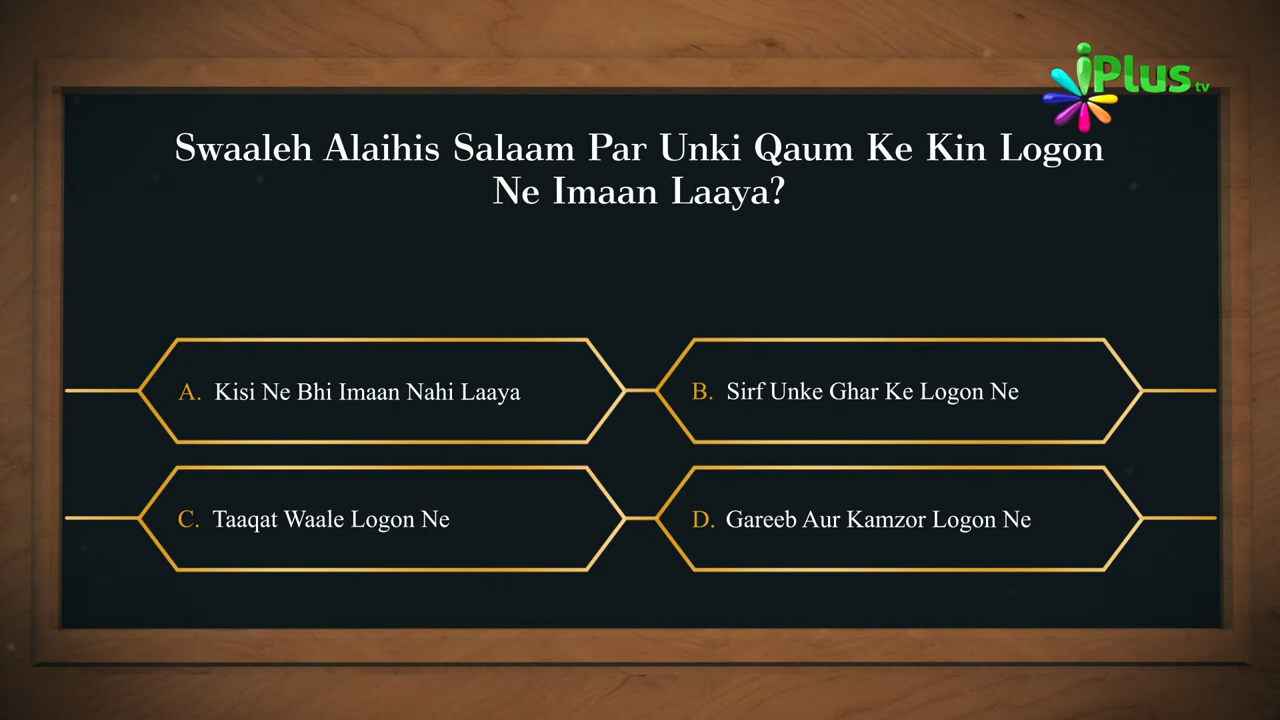 iPlus tv
Swaaleh Alaihis Salaam Par Unki Qaum Ke Kin Logon
Ne Imaan Laaya?
A. Kisi Ne Bhi Imaan Nahi Laaya
B. Sirf Unke Ghar Ke Logon Ne
C. Taaqat Waale Logon Ne
D. Gareeb Aur Kamzor Logon Ne